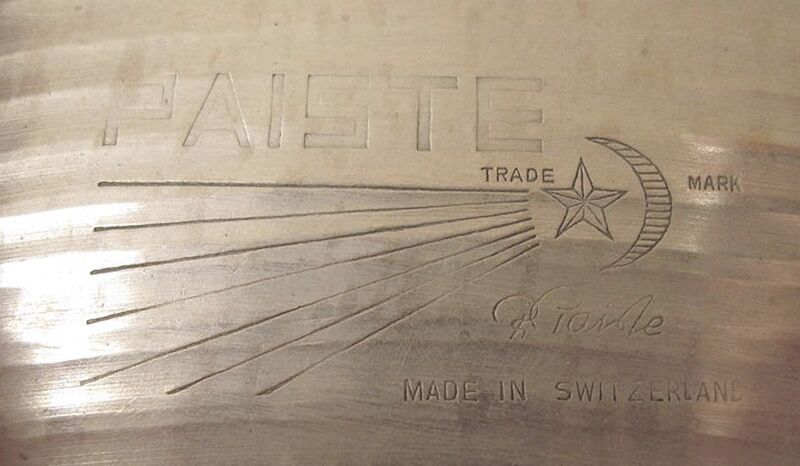 PAISTE
TRADE MARK
Paiste
MADE IN SWITZERLAND